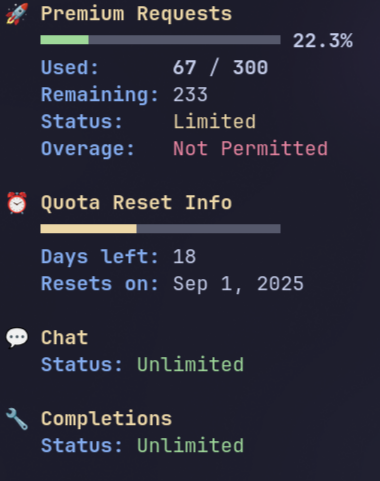 Premium Requests
22.3%
Used: 67 / 300
Remaining: 233
Status: Limited
Overage: Not Permitted
Quota Reset Info
Days left: 18
Resets on: Sep 1, 2025
Chat
Status: Unlimited
Completions
Status: Unlimited